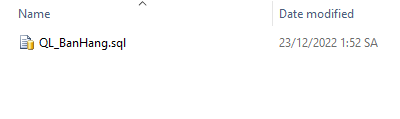 Name Date modified
QL_BanHang.sql 23/12/2022 1:52 SA